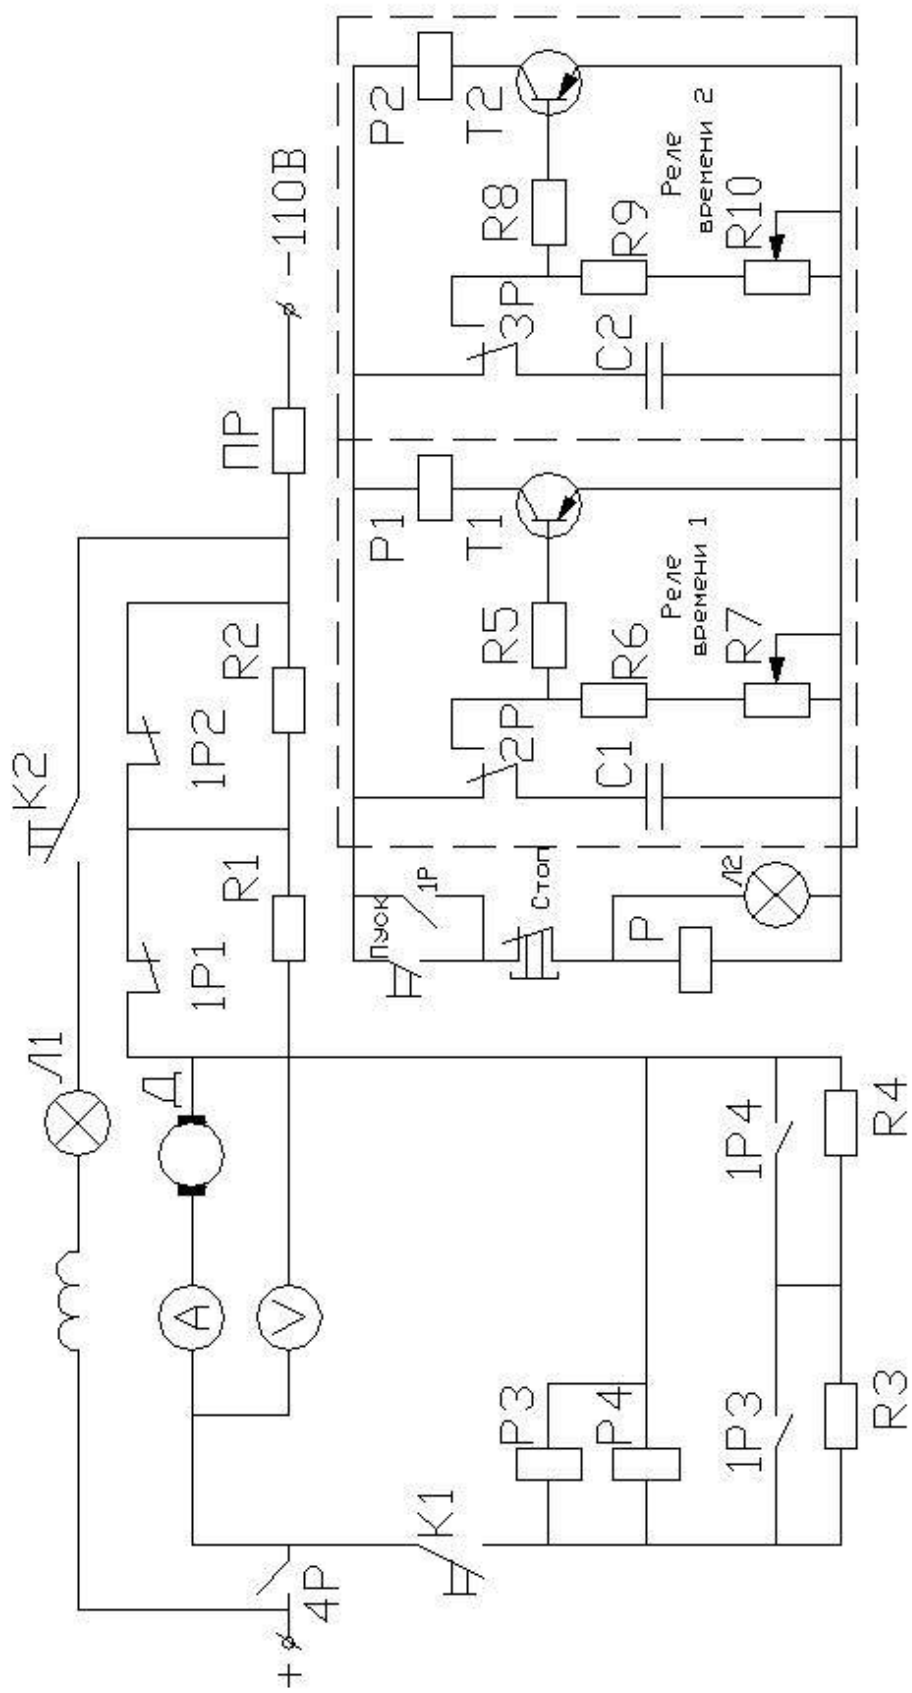 К2
Л1
1Р1
1Р2
R1
R2
ПР
-110В
Д
А
V
+
4Р
К1
Р3
Р4
1Р3
1Р4
R3
R4
Пуск
1Р
Стоп
Р
Л2
2Р
С1
Р1
Т1
R5
R6
R7
Реле
времени 1
3Р
С2
Р2
Т2
R8
R9
R10
Реле
времени 2